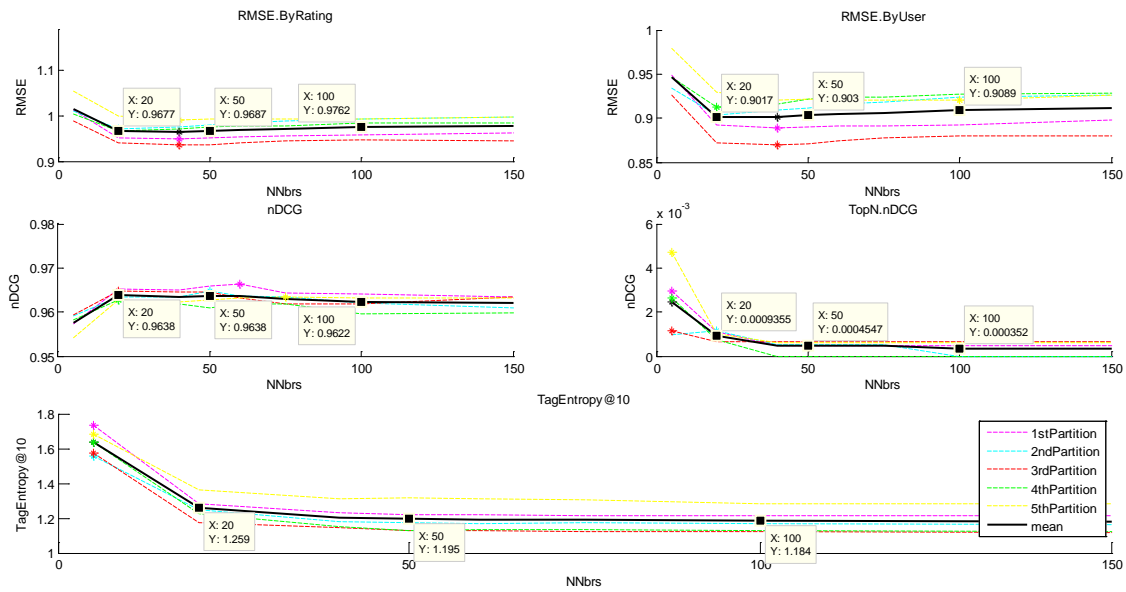 RMSE.ByRating
RMSE
1.1
1
0.9
X: 20
Y: 0.9677
X: 50
Y: 0.9687
X: 100
Y: 0.9762
0
50
100
150
NNbrs
RMSE.ByUser
RMSE
0.95
0.9
0.85
X: 20
Y: 0.9017
X: 50
Y: 0.903
X: 100
Y: 0.9089
0
50
100
150
NNbrs
nDCG
nDCG
0.98
0.97
0.96
0.95
X: 20
Y: 0.9638
X: 50
Y: 0.9638
X: 100
Y: 0.9622
0
50
100
150
NNbrs
TopN.nDCG
x 10-3
nDCG
6
4
2
0
X: 20
Y: 0.0009355
X: 50
Y: 0.0004547
X: 100
Y: 0.000352
0
50
100
150
NNbrs
TagEntropy@10
TagEntropy@10
1.8
1.6
1.4
1.2
1
X: 20
Y: 1.259
X: 50
Y: 1.195
X: 100
Y: 1.184
1stPartition
2ndPartition
3rdPartition
4thPartition
5thPartition
mean
0
50
100
150
NNbrs